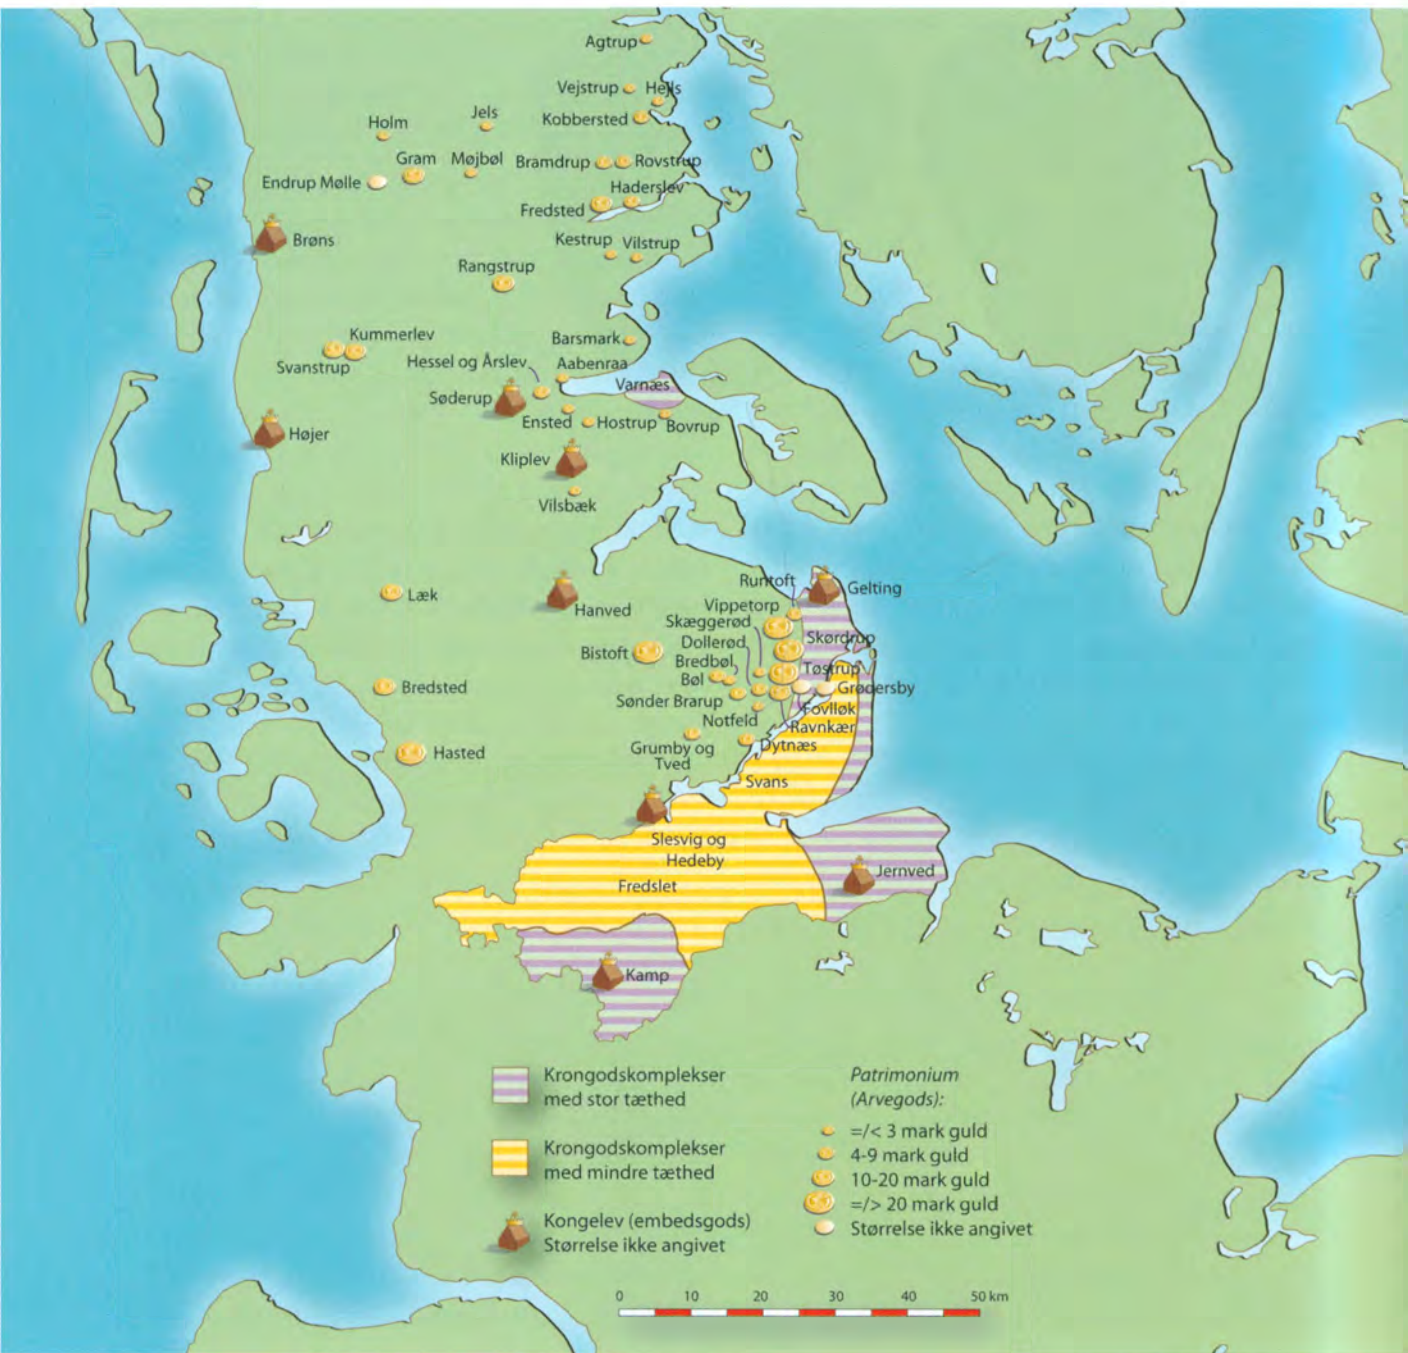 Agtrup
Vejstrup
Hejls
Kobbersted
Jels
Holm
Gram
Møjbøl
Bramdrup
Rovstrup
Endrup Mølle
Haderslev
Fredsted
Brøns
Kestrup
Vilstrup
Rangstrup
Kummerlev
Svanstrup
Barsmark
Hessel og Årslev
Aabenraa
Varnæs
Søderup
Ensted
Hostrup
Bovrup
Højer
Kliplev
Vilsbæk
Runtoft
Gelting
Læk
Hanved
Vippetorp
Skæggerød
Skørdrup
Dollerød
Bistoft
Bredbøl
Tøstrup
Bøl
Bredsted
Grødersby
Sønder Brarup
Fovlløk
Notfeld
Ravnkær
Hasted
Grumby og
Tved
Dytnæs
Svans
Slesvig og
Hedeby
Jernved
Fredslet
Kamp
Krongodskomplekser
med stor tæthed
Krongodskomplekser
med mindre tæthed
Kongelev (embedsgods)
Størrelse ikke angivet
Patrimonium
(Arvegods):
=/< 3 mark guld
4-9 mark guld
10-20 mark guld
=/> 20 mark guld
Størrelse ikke angivet
0 10 20 30 40 50 km